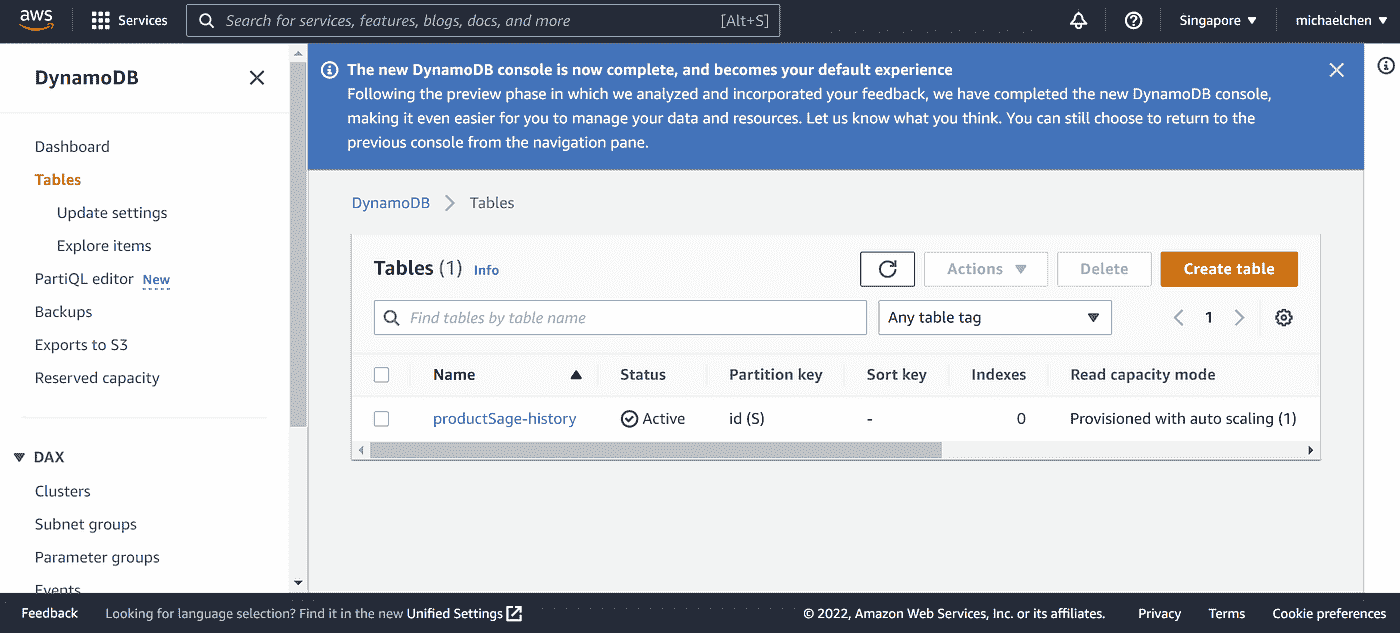 aws
Services
Search for services, features, blogs, docs, and more
[Alt+S]
Singapore
michaelchen
DynamoDB
Dashboard
Tables
Update settings
Explore items
PartiQL editor New
Backups
Exports to S3
Reserved capacity
DAX
Clusters
Subnet groups
Parameter groups
Events
The new DynamoDB console is now complete, and becomes your default experience
Following the preview phase in which we analyzed and incorporated your feedback, we have completed the new DynamoDB console,
making it even easier for you to manage your data and resources. Let us know what you think. You can still choose to return to the
previous console from the navigation pane.
DynamoDB > Tables
Tables (1) Info
Actions
Delete
Create table
Find tables by table name
Any table tag
1
Name Status Partition key Sort key Indexes Read capacity mode
productSage-history Active id (S) - 0 Provisioned with auto scaling (1)
Feedback
Looking for language selection? Find it in the new Unified Settings
© 2022, Amazon Web Services, Inc. or its affiliates.
Privacy
Terms
Cookie preferences